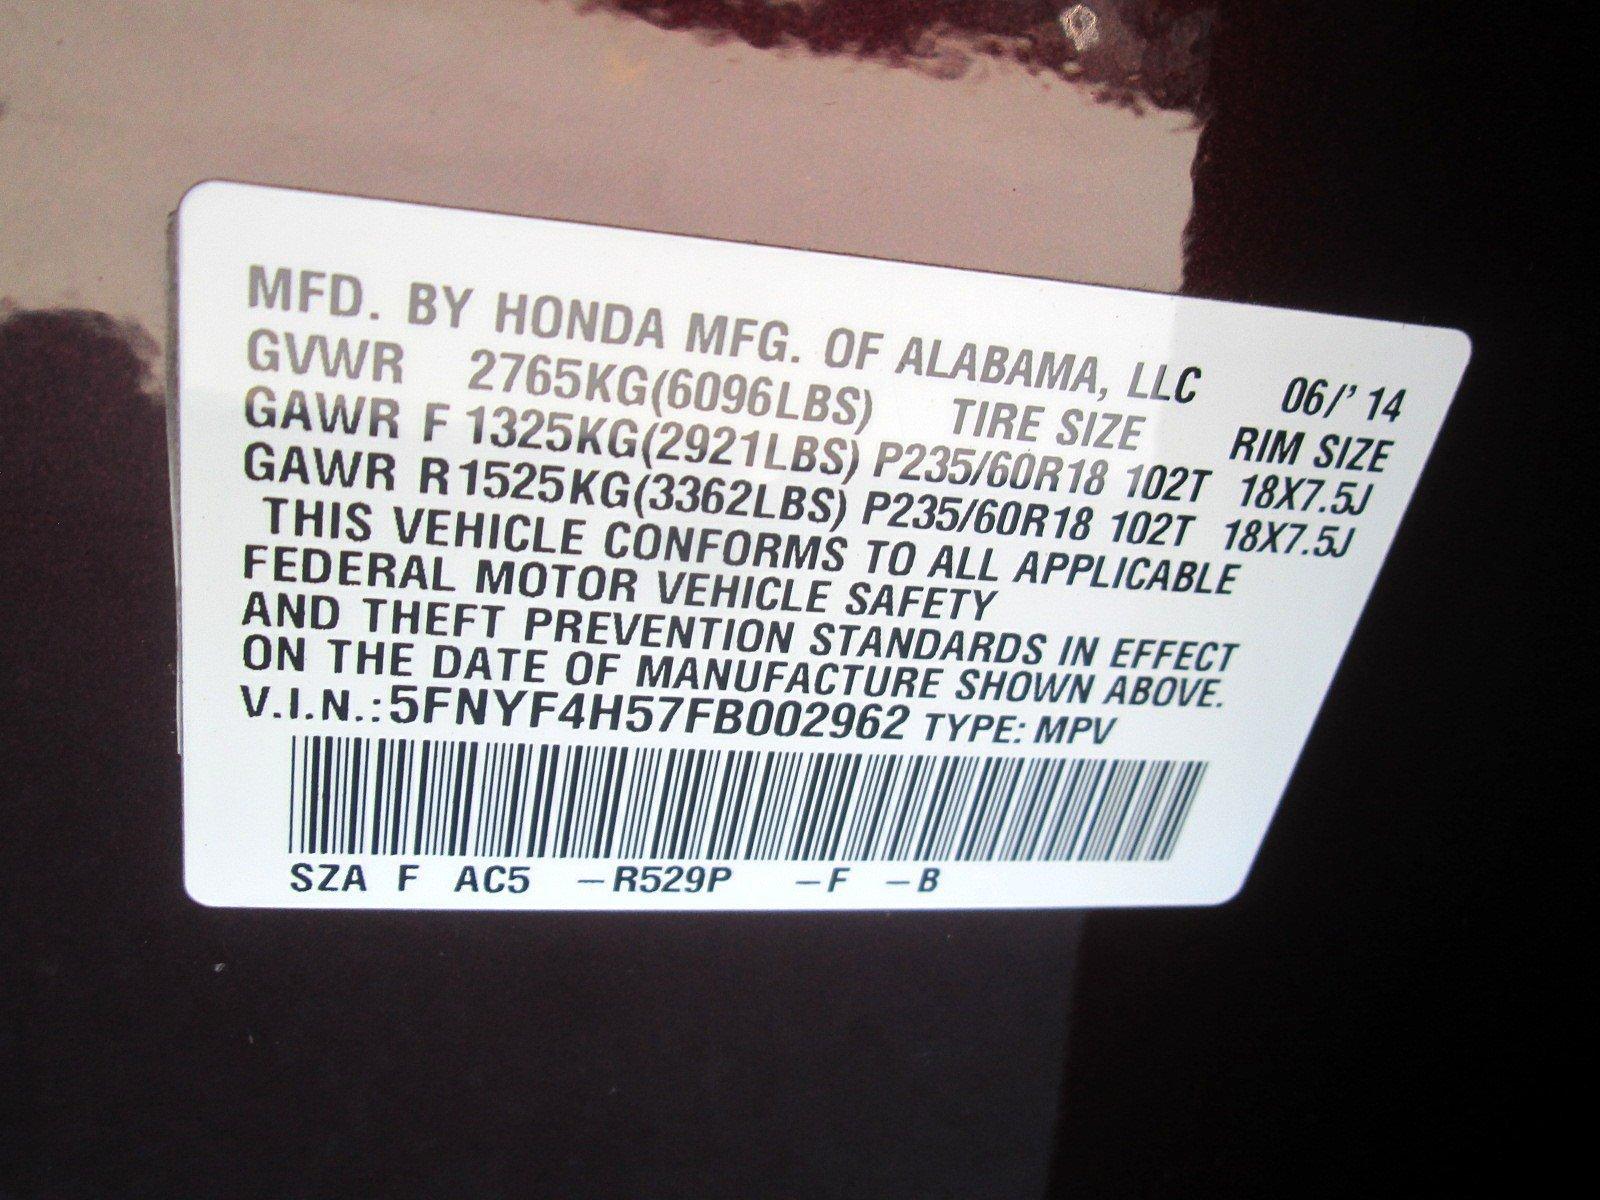 MFD. BY HONDA MFG. OF ALABAMA, LLC 06/' 14
GVWR 2765KG(6096LBS) TIRE SIZE RIM SIZE
GAWR F 1325KG(2921LBS) P235/60R18 102T 18X7.5J
GAWR R 1525KG(3362LBS) P235/60R18 102T 18X7.5J
THIS VEHICLE CONFORMS TO ALL APPLICABLE
FEDERAL MOTOR VEHICLE SAFETY
AND THEFT PREVENTION STANDARDS IN EFFECT
ON THE DATE OF MANUFACTURE SHOWN ABOVE.
V.I.N.:5FNYF4H57FB002962 TYPE: MPV
SZA F AC5 –R529P –F –B